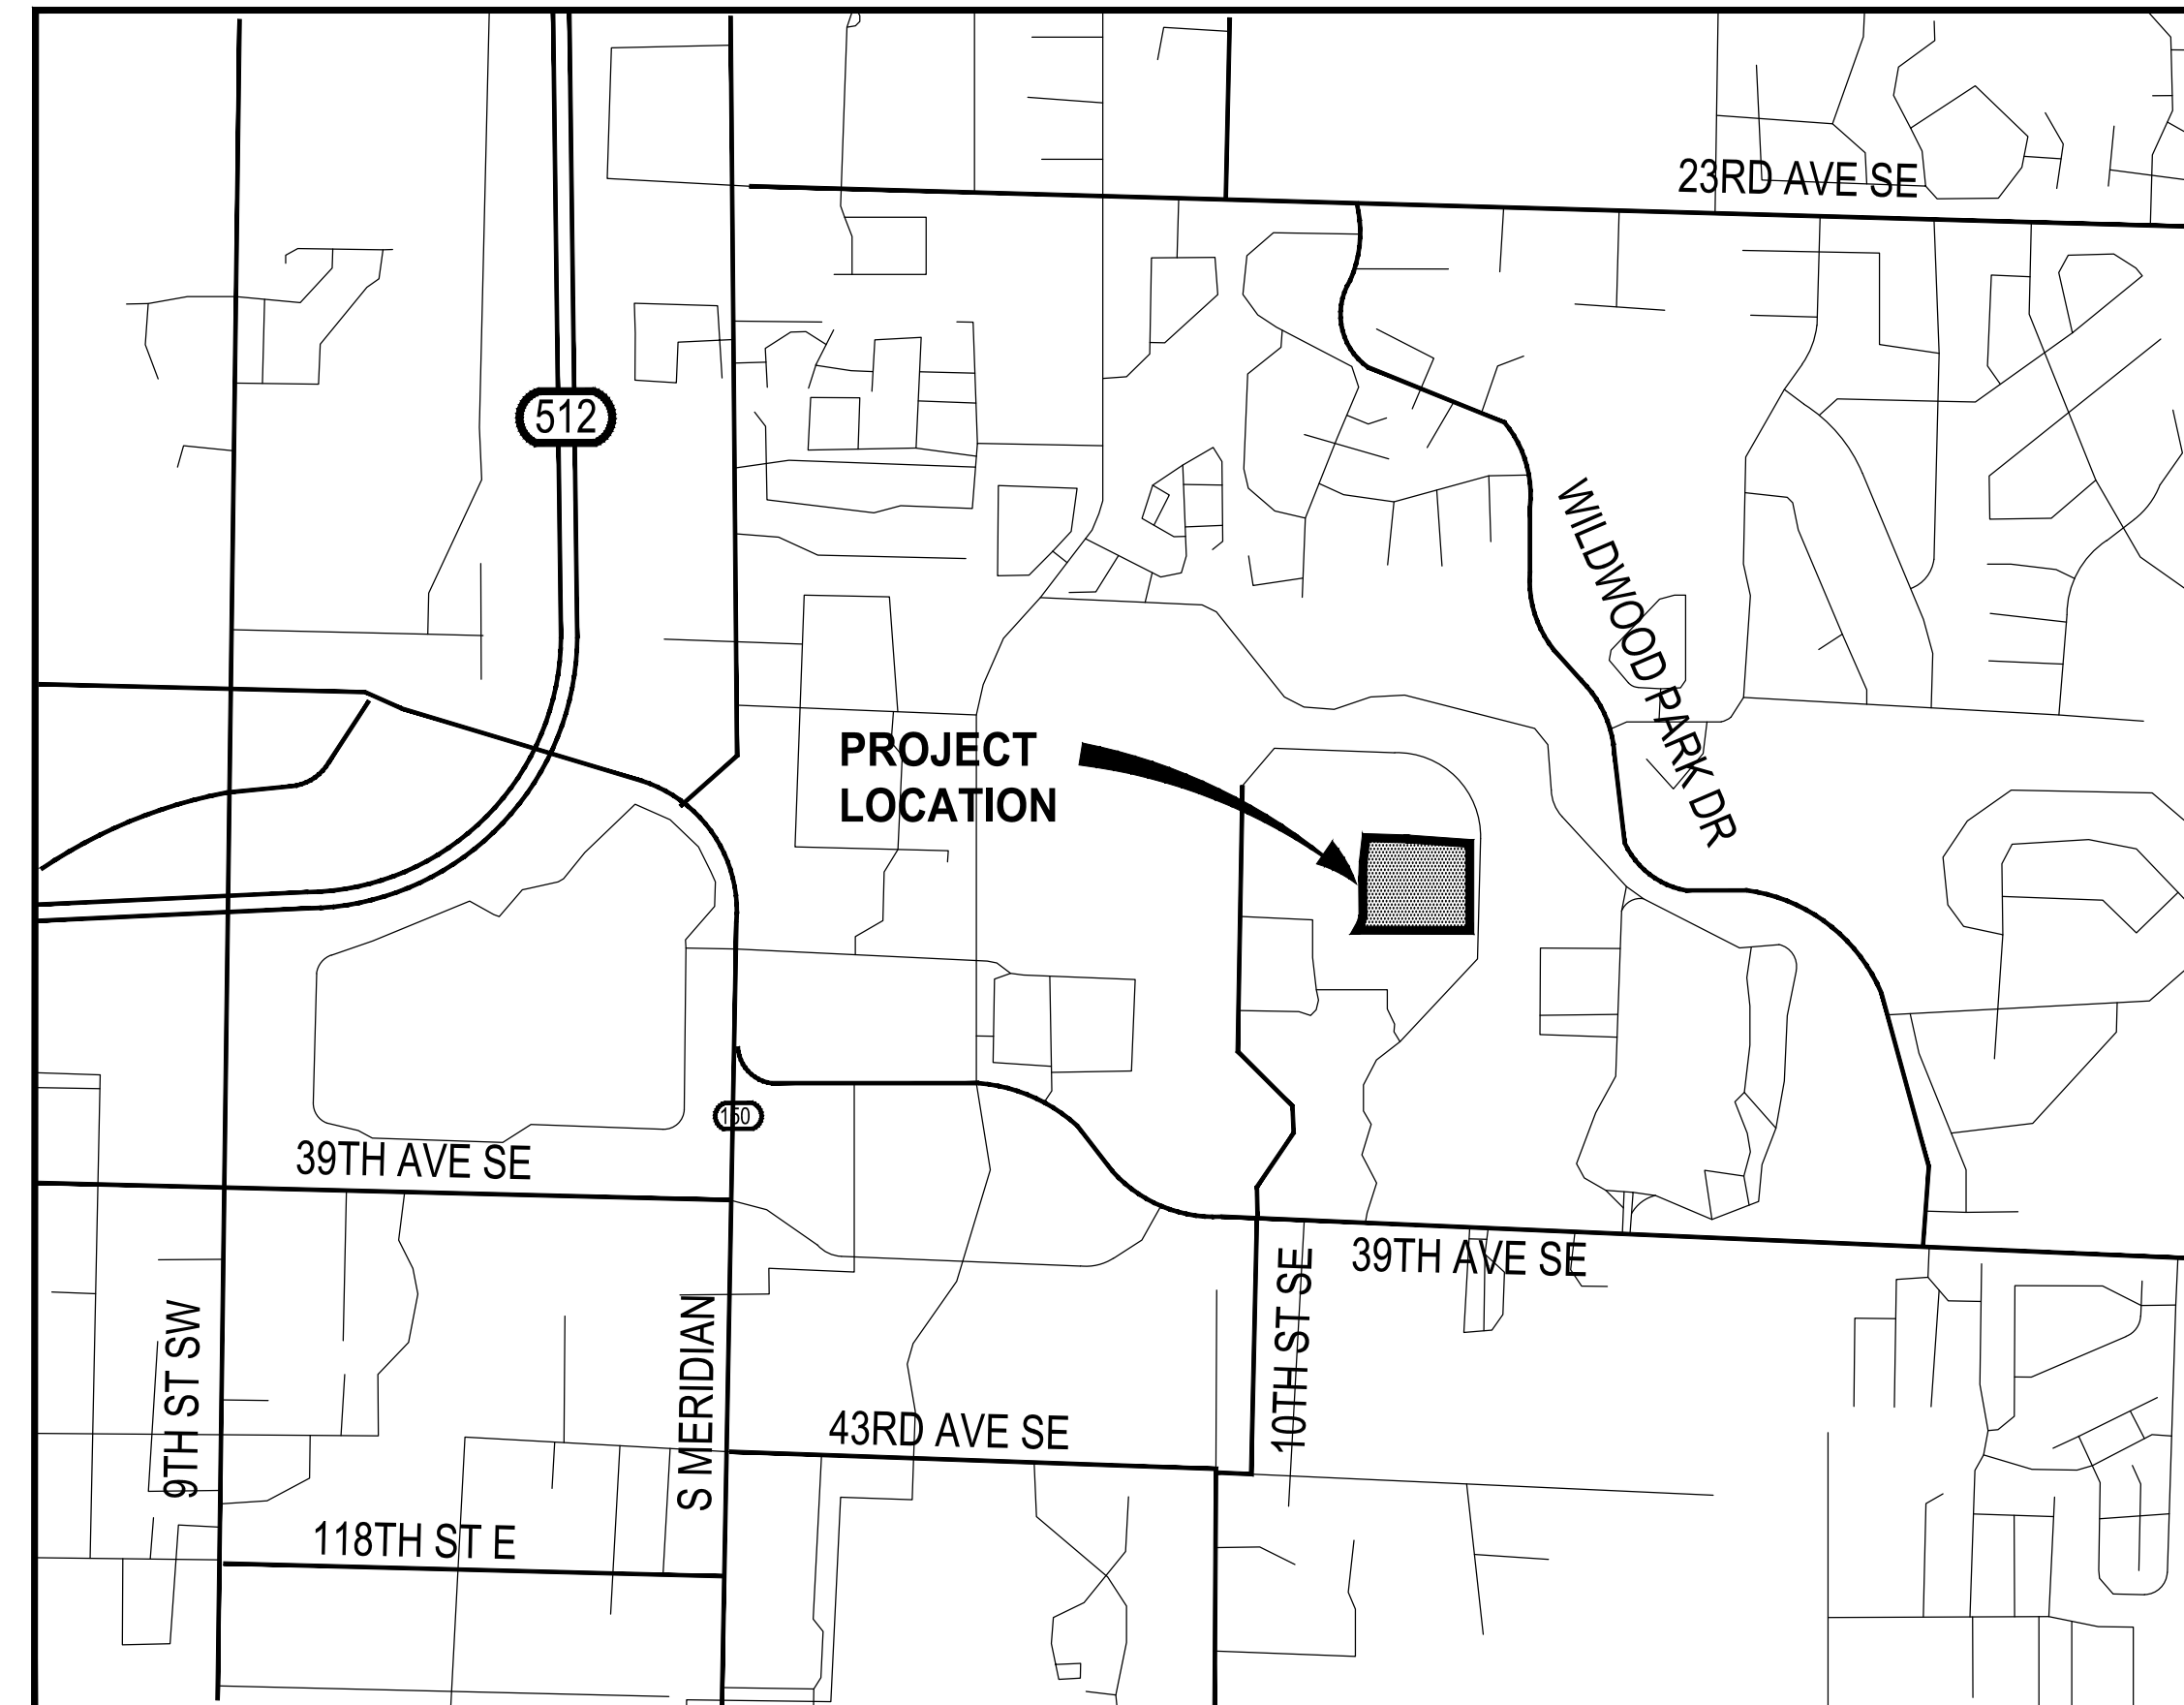 23RD AVE SE
512
WILDWOOD PARK DR
PROJECT
LOCATION
150
39TH AVE SE
39TH AVE SE
9TH ST SW
S MERIDIAN
10TH ST SE
43RD AVE SE
118TH ST E